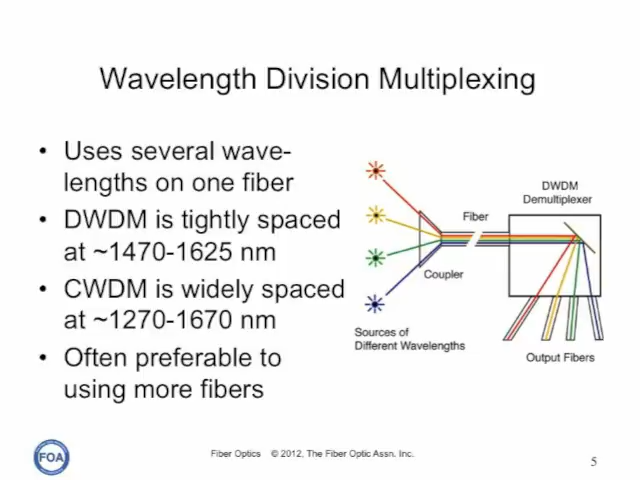 Wavelength Division Multiplexing
• Uses several wave-
lengths on one fiber
• DWDM is tightly spaced
at ~1470-1625 nm
• CWDM is widely spaced
at ~1270-1670 nm
• Often preferable to
using more fibers
DWDM
Demultiplexer
Fiber
Coupler
Sources of
Different Wavelengths
Output Fibers
FOA
Fiber Optics © 2012, The Fiber Optic Assn. Inc.
5